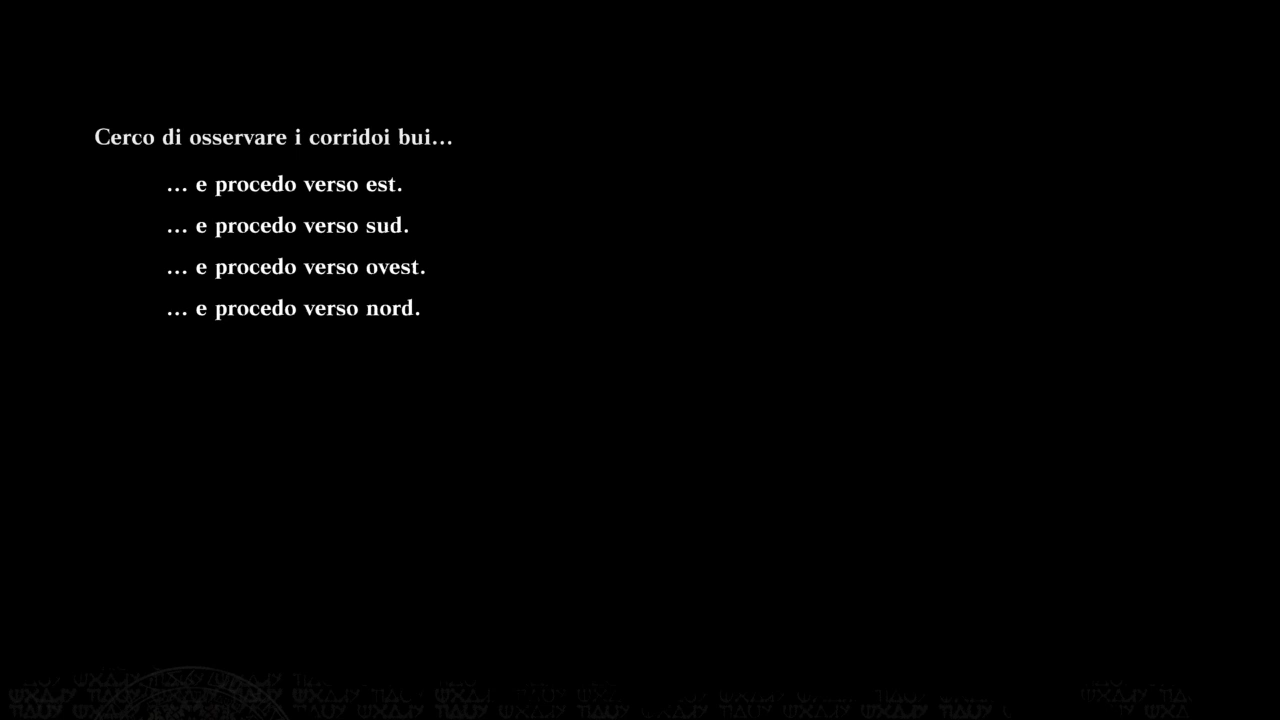 Cerco di osservare i corridoi bui…
… e procedo verso est.
… e procedo verso sud.
… e procedo verso ovest.
… e procedo verso nord.